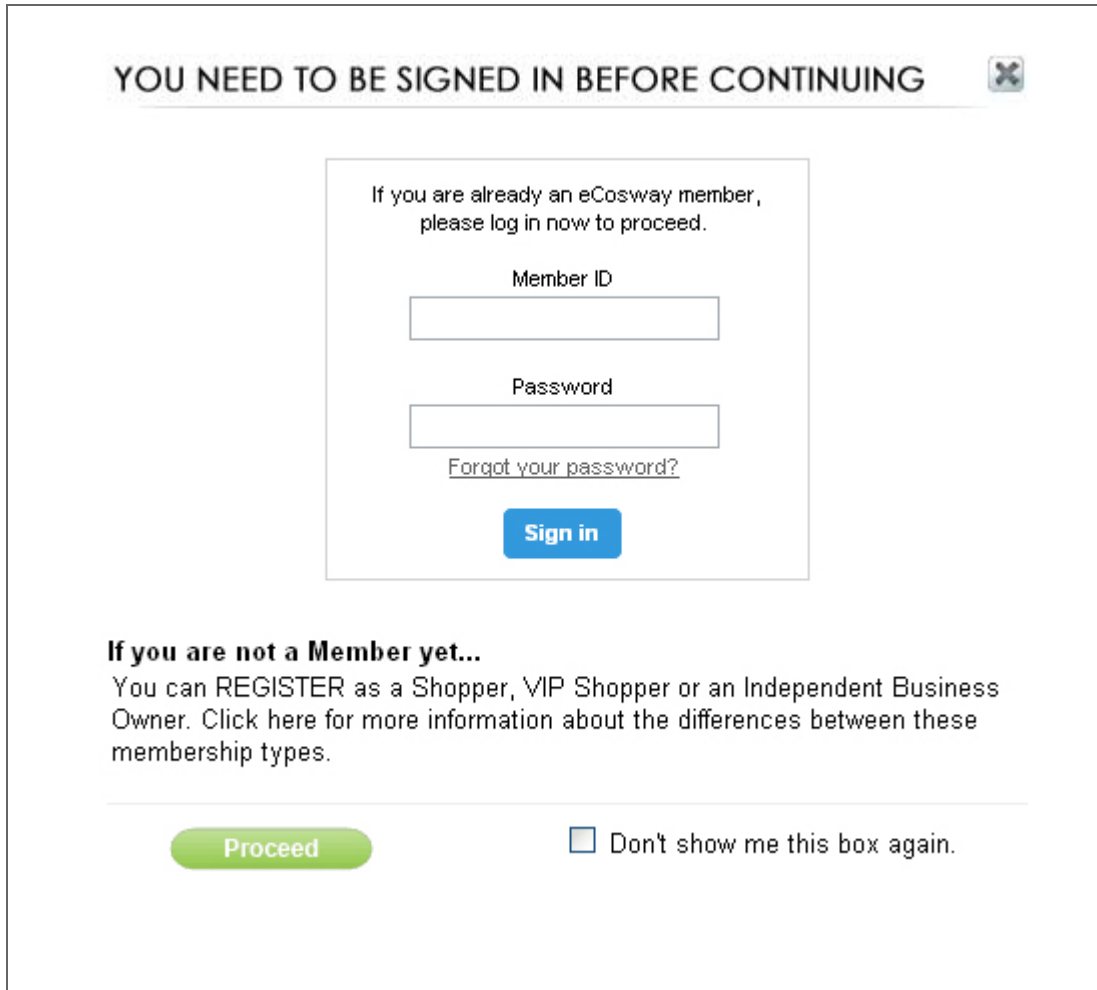 YOU NEED TO BE SIGNED IN BEFORE CONTINUING
If you are already an eCosway member,
please log in now to proceed.
Member ID
Password
Forgot your password?
Sign in
If you are not a Member yet...
You can REGISTER as a Shopper, VIP Shopper or an Independent Business
Owner. Click here for more information about the differences between these
membership types.
Proceed
Don't show me this box again.